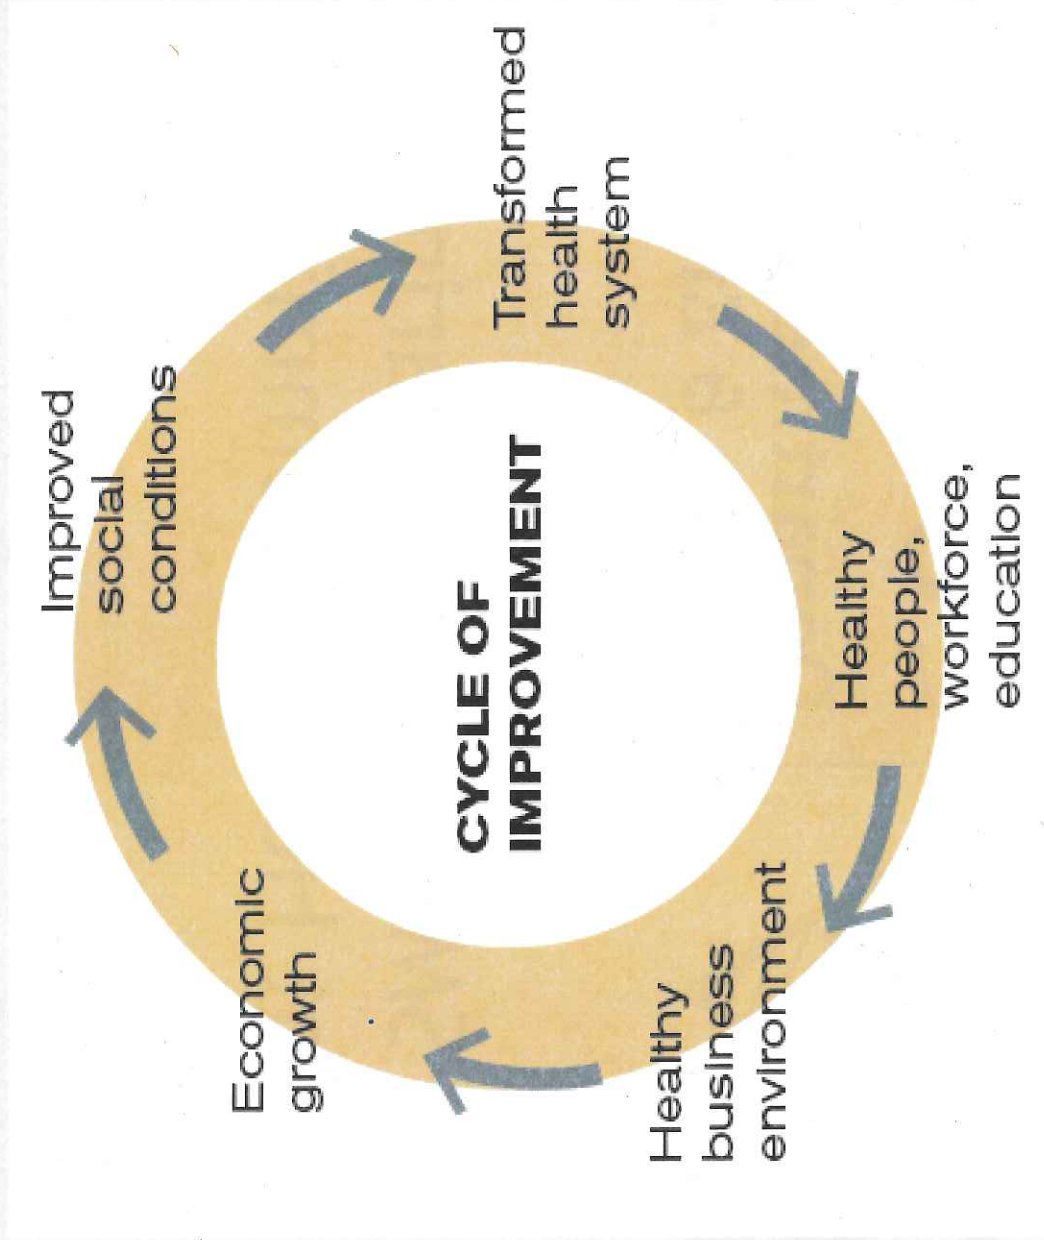 CYCLE OF
IMPROVEMENT
Transformed
health
system
Healthy
people,
workforce,
education
Healthy
business
environment
Economic
growth
Improved
social
conditions